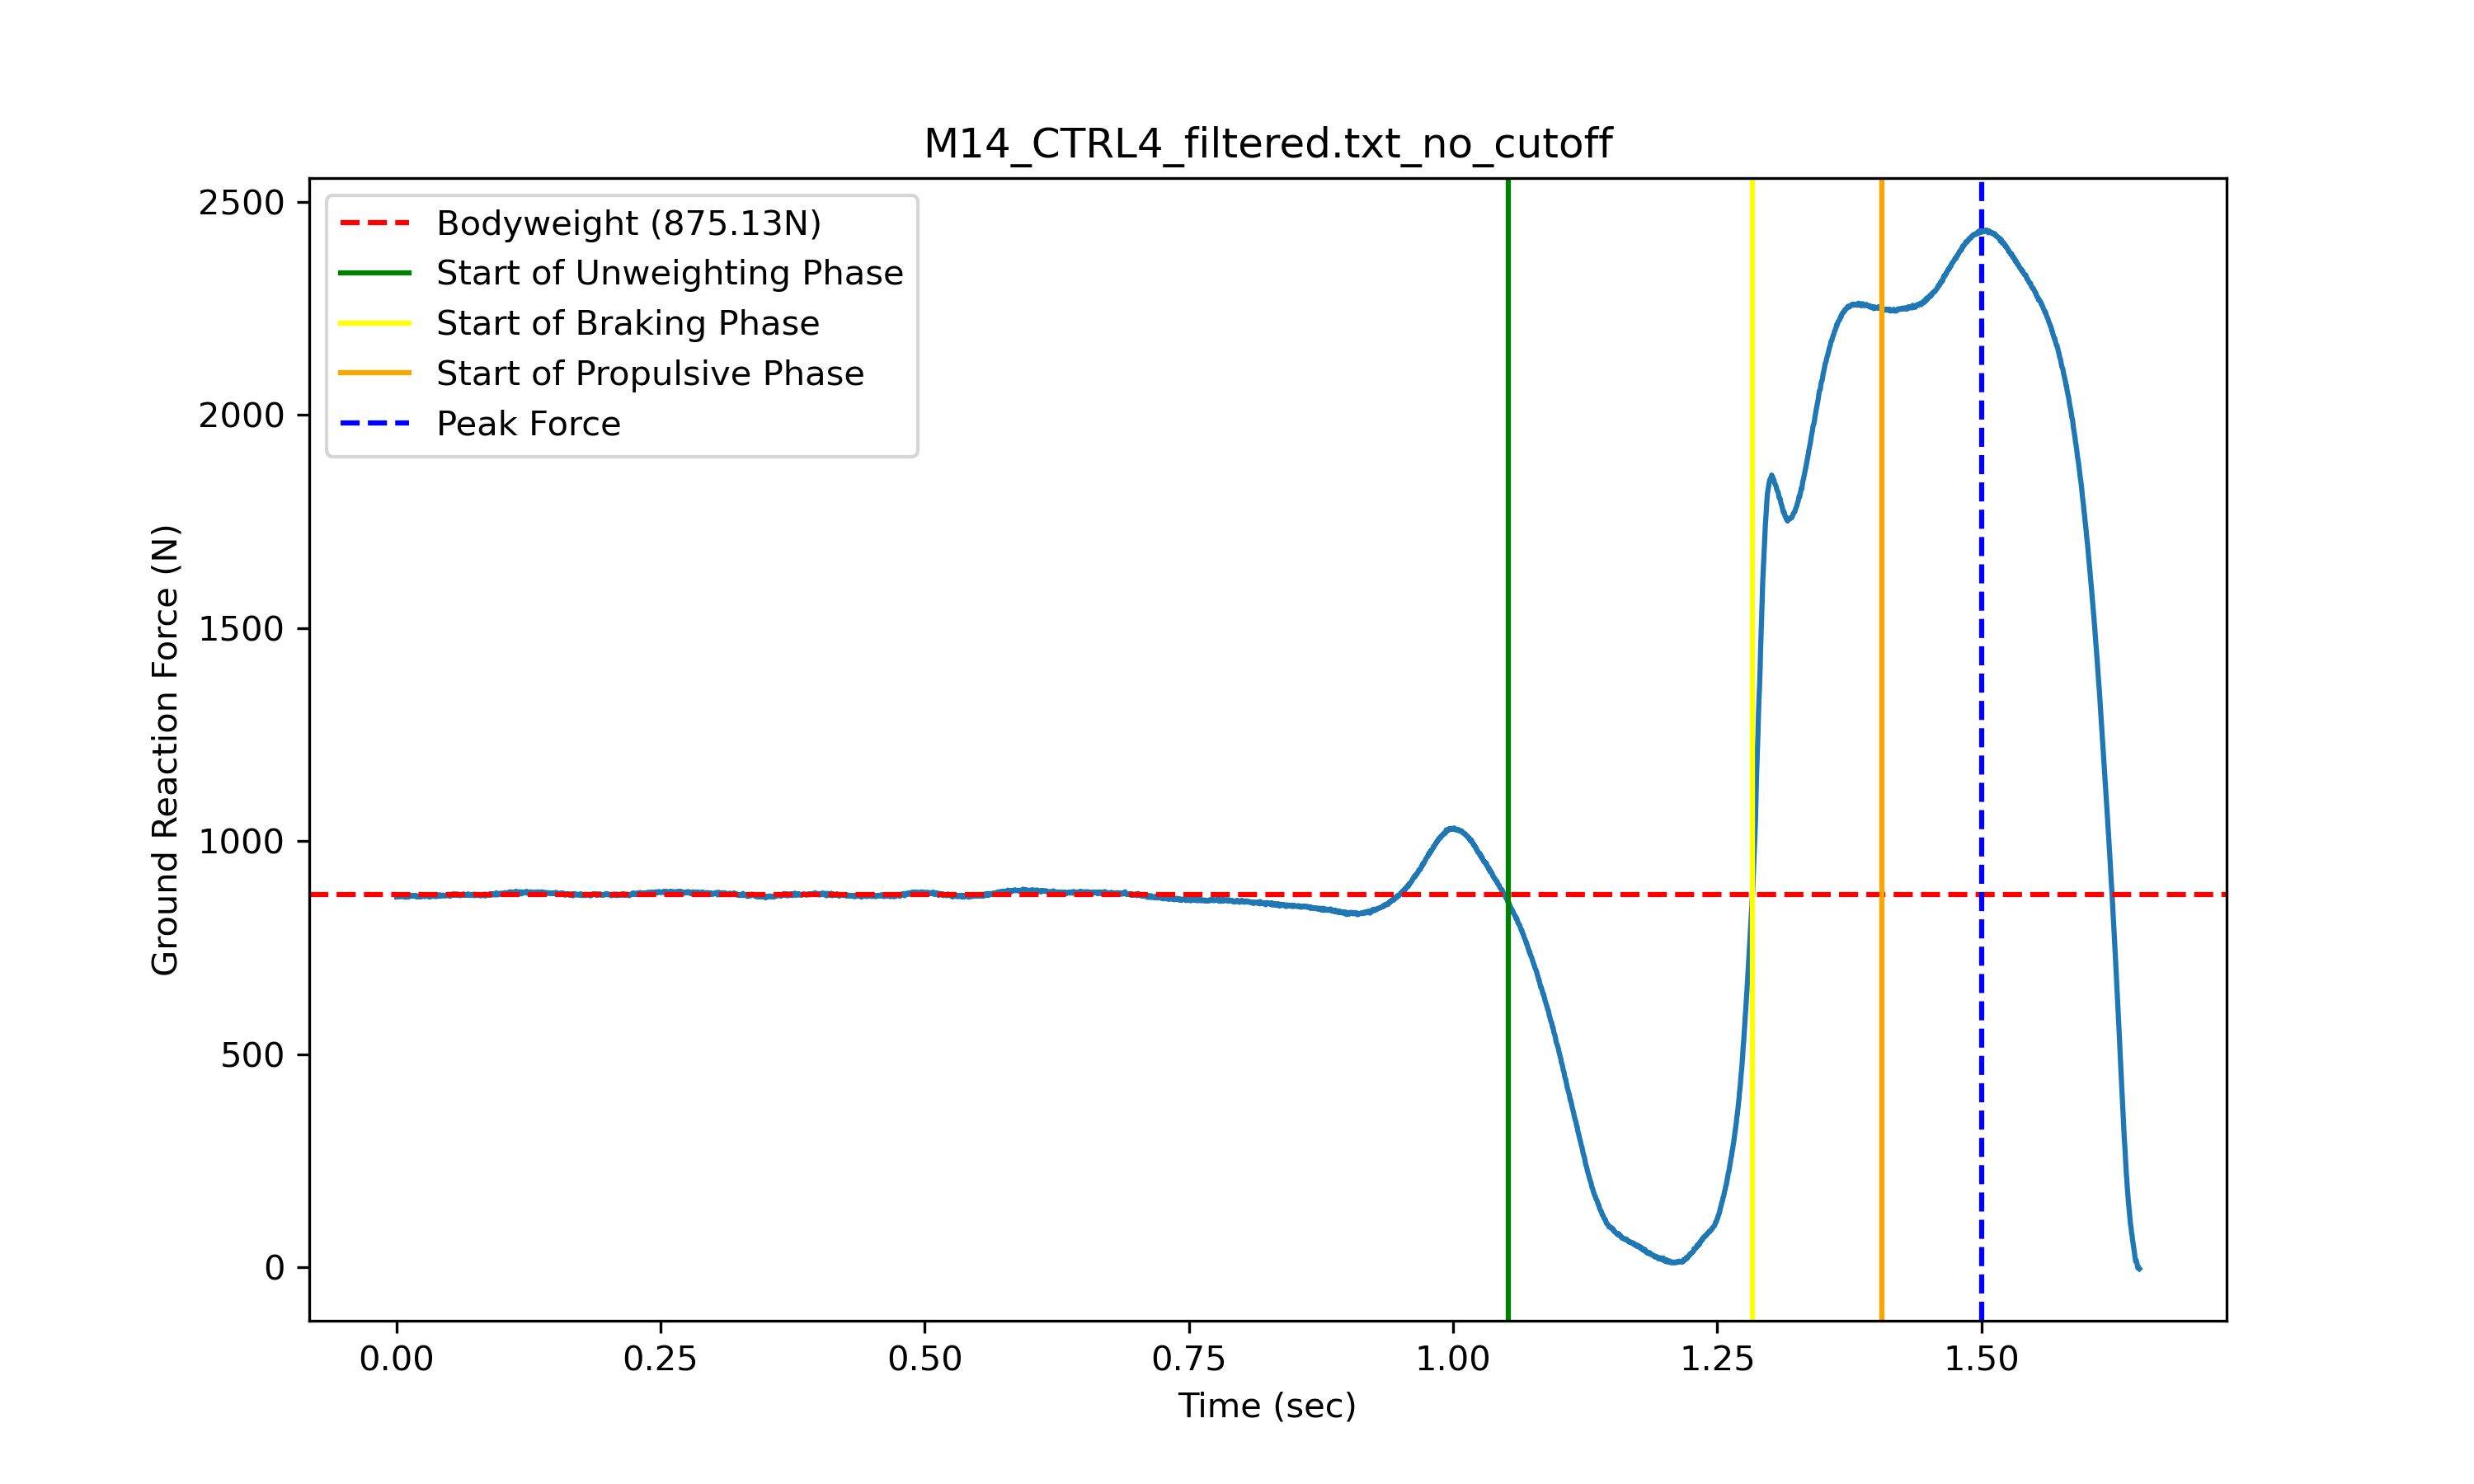 M14_CTRL4_filtered.txt_no_cutoff
Bodyweight (875.13N)
Start of Unweighting Phase
Start of Braking Phase
Start of Propulsive Phase
Peak Force
Ground Reaction Force (N)
2500
2000
1500
1000
500
0
0.00 0.25 0.50 0.75 1.00 1.25 1.50
Time (sec)